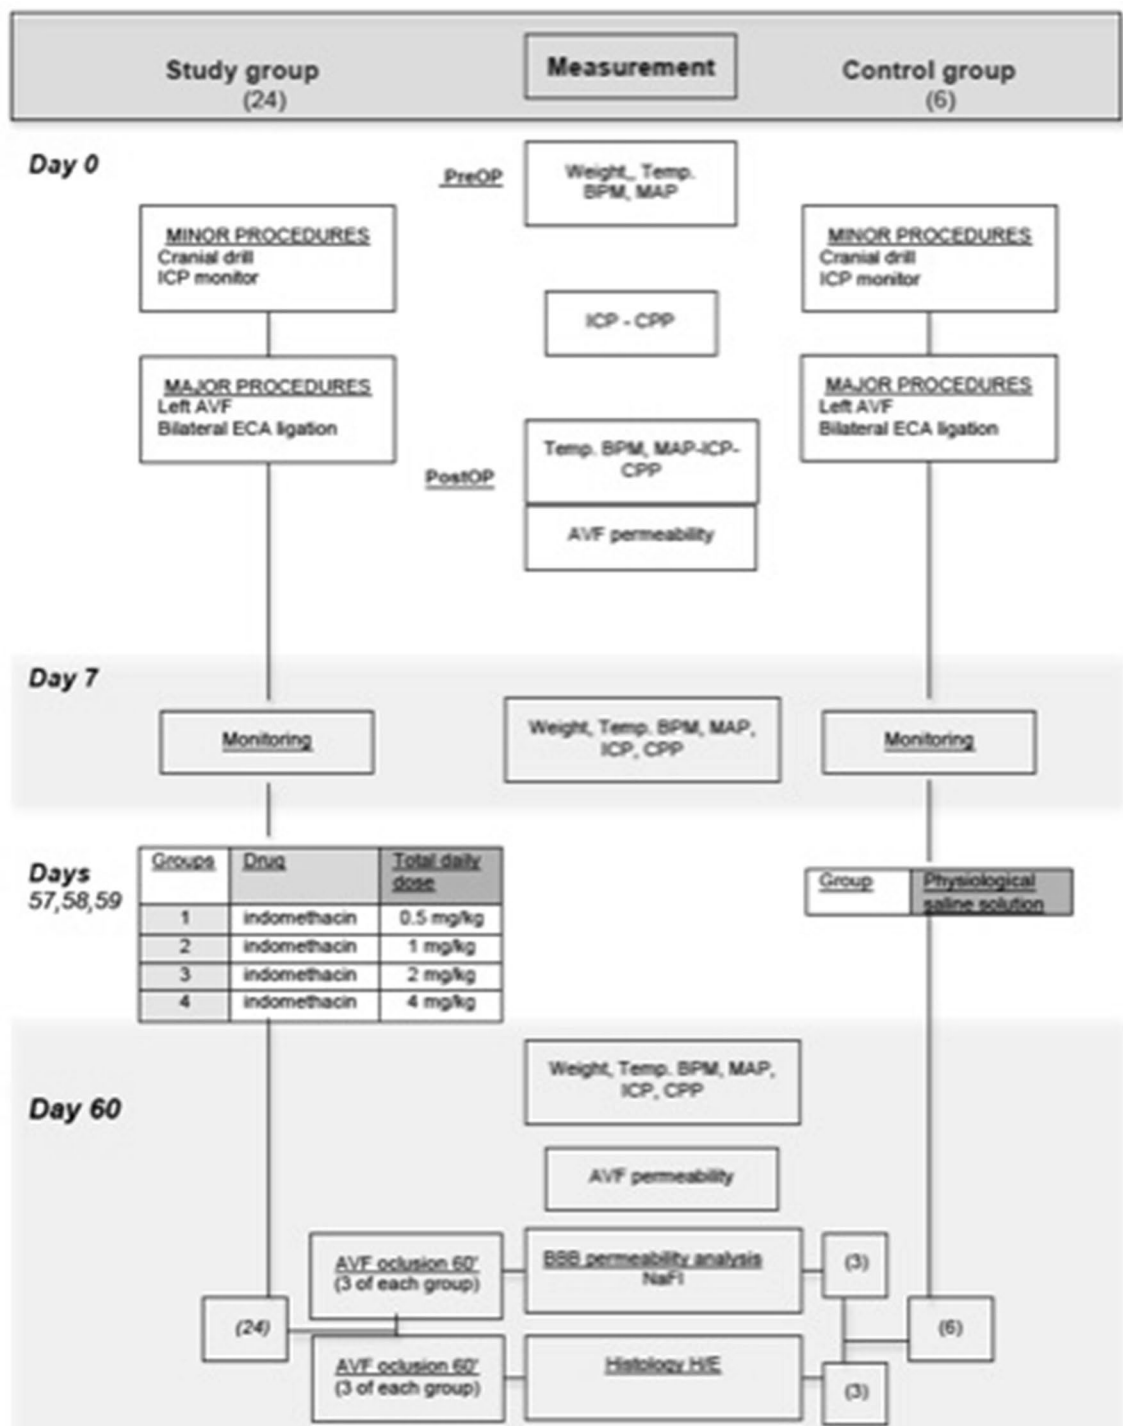 Study group
(24)
Measurement
Control group
(6)
Day 0
PreOP
Weight,, Temp.
BPM, MAP
MINOR PROCEDURES
Cranial drill
ICP monitor
MINOR PROCEDURES
Cranial drill
ICP monitor
ICP - CPP
MAJOR PROCEDURES
Left AVF
Bilateral ECA ligation
MAJOR PROCEDURES
Left AVF
Bilateral ECA ligation
PostOP
Temp. BPM, MAP-ICP-
CPP
AVF permeability
Day 7
Monitoring
Weight, Temp. BPM, MAP,
ICP, CPP
Monitoring
Days
57,58,59
Groups Drug Total daily
dose
1 indomethacin 0.5 mg/kg
2 indomethacin 1 mg/kg
3 indomethacin 2 mg/kg
4 indomethacin 4 mg/kg
Group Physiological
saline solution
Day 60
Weight, Temp. BPM, MAP,
ICP, CPP
AVF permeability
AVF oclusion 60'
(3 of each group)
BBB permeability analysis
NaFl
(3)
(24)
(6)
AVF oclusion 60'
(3 of each group)
Histology H/E
(3)